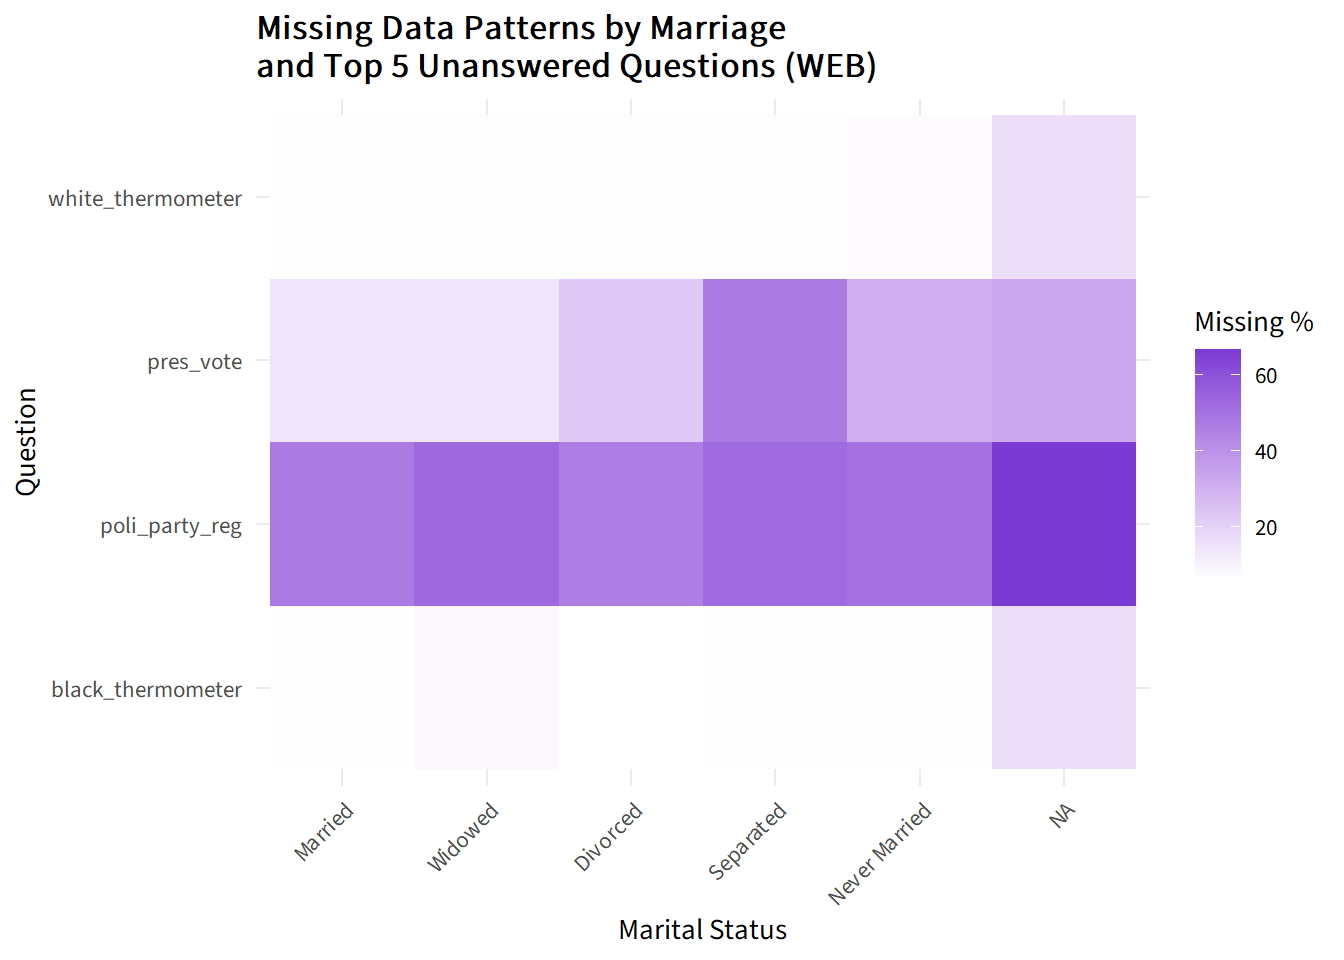 Missing Data Patterns by Marriage
and Top 5 Unanswered Questions (WEB)
Question
white_thermometer
pres_vote
poli_party_reg
black_thermometer
Married
Widowed
Divorced
Separated
Never Married
NA
Marital Status
Missing %
60
40
20